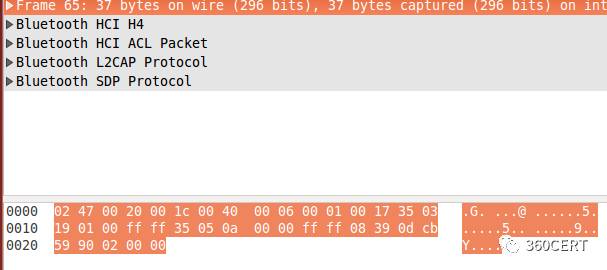 Frame 65: 37 bytes on wire (296 bits), 37 bytes captured (296 bits) on int
Bluetooth HCI H4
Bluetooth HCI ACL Packet
Bluetooth L2CAP Protocol
Bluetooth SDP Protocol
0000 02 47 00 20 00 1c 00 40 00 06 00 01 00 17 35 03 .G. ...@ ......5.
0010 19 01 00 ff ff 35 05 0a 00 00 ff ff 08 39 0d cb .....5.. .....9..
0020 59 90 02 00 00 Y....
360CERT